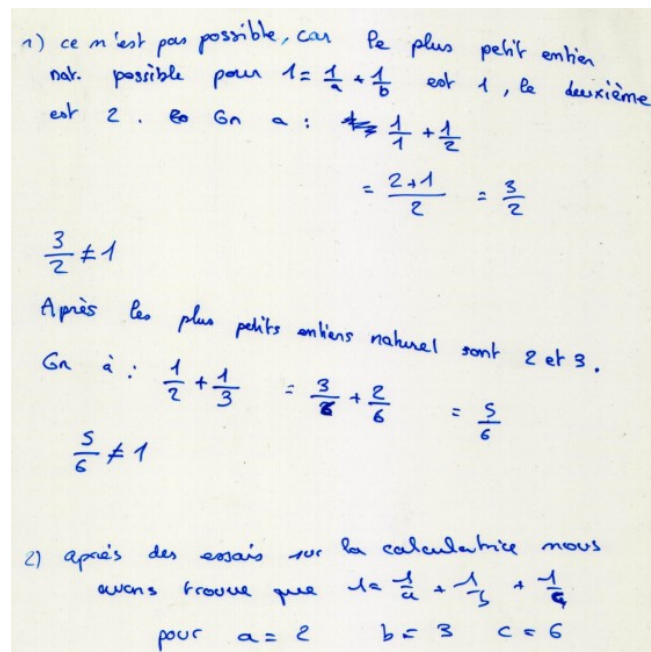 1) ce n'est pas possible, car le plus petit entier
nat. possible pour 1 = 1/a + 1/b est 1, le deuxième
est 2. On a : 1/1 + 1/2
= 2+1/2 = 3/2
3/2 ≠ 1
Après les plus petits entiers naturel sont 2 et 3.
On à : 1/2 + 1/3 = 3/6 + 2/6 = 5/6
5/6 ≠ 1
2) après des essais sur la calculatrice nous
avons trouve que 1 = 1/a + 1/b + 1/c
pour a = 2 b = 3 c = 6